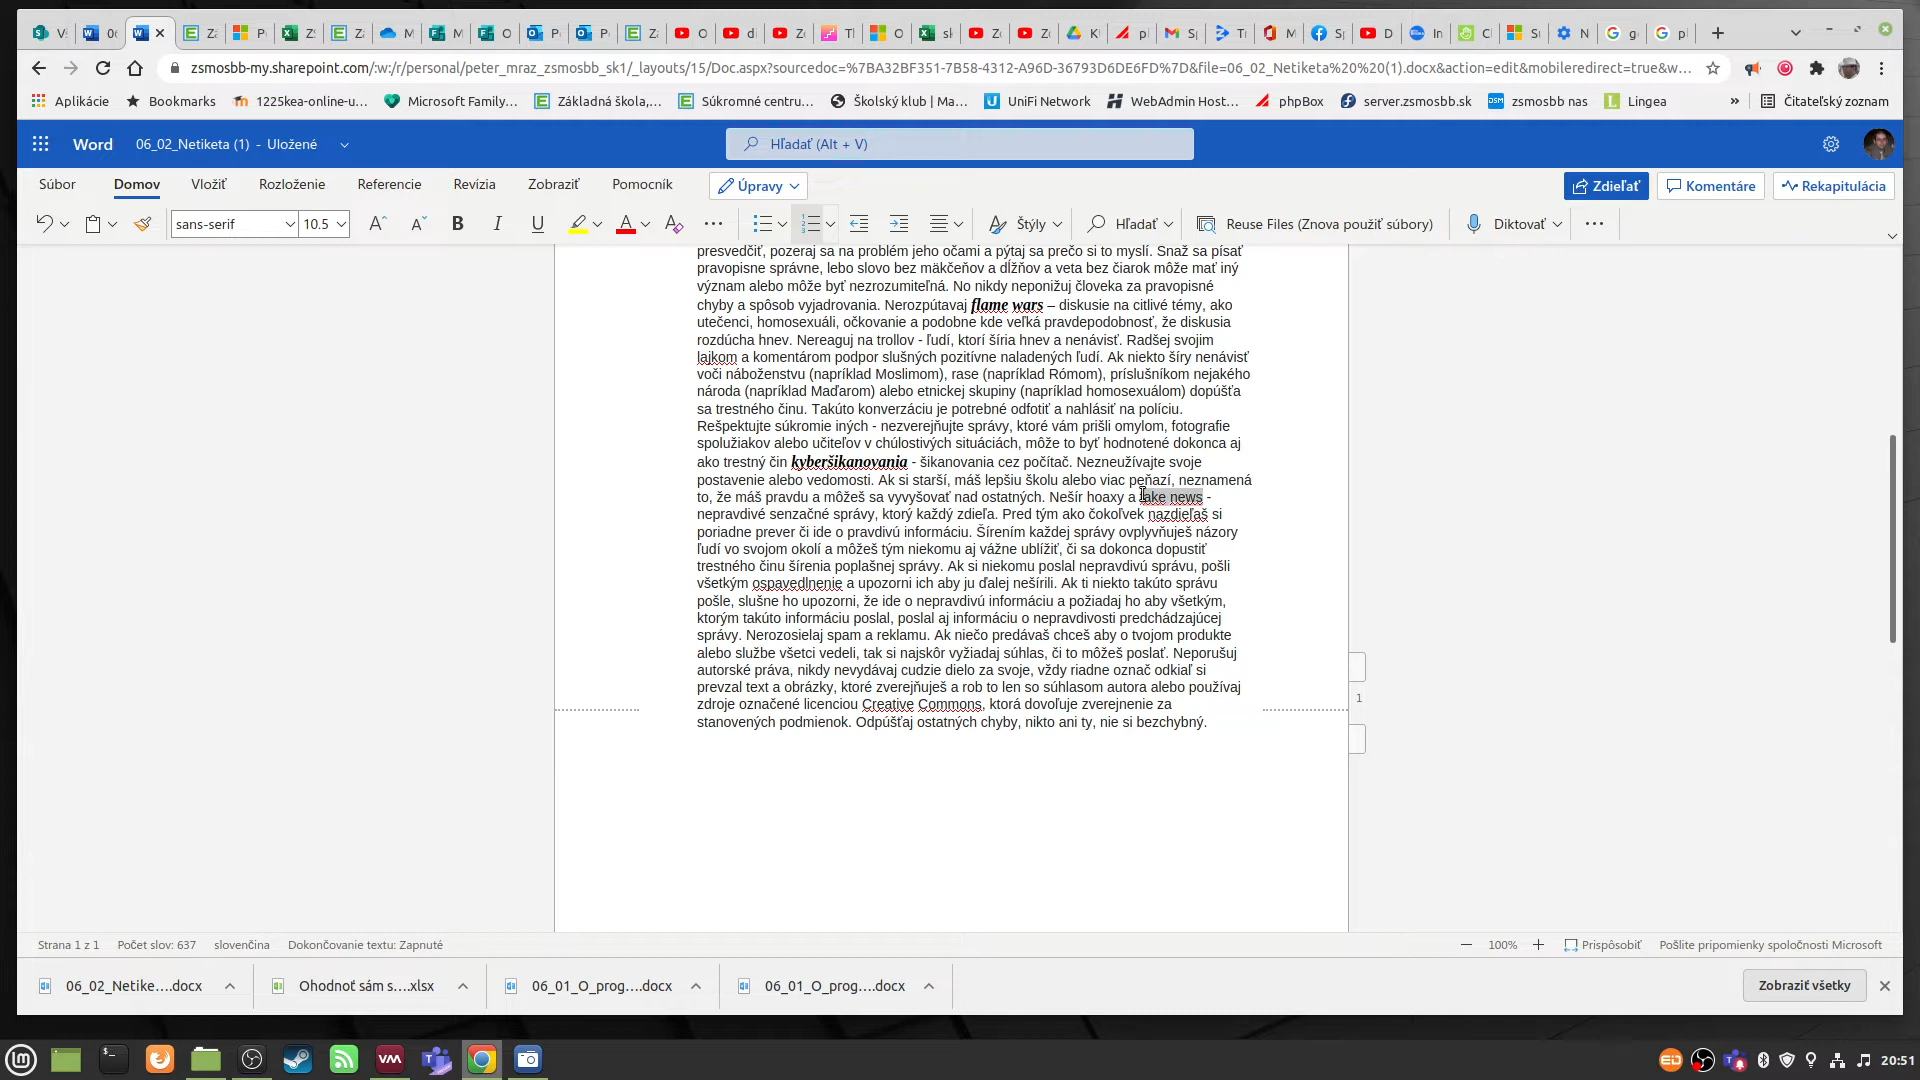 zsmosbb-my.sharepoint.com/:w:/r/personal/peter_mraz_zsmosbb_sk1/_layouts/15/Doc.aspx?sourcedoc=%7BA32BF351-7B58-4312-A96D-36793D6DE6FD%7D&file=06_02_Netiketa%20%20(1).docx&action=edit&mobileredirect=true&w...
Aplikácie Bookmarks 1225kea-online-u... Microsoft Family... Základná škola,... Súkromné centru... Školský klub | Ma... UniFi Network WebAdmin Host... phpBox server.zsmosbb.sk zsmosbb nas Lingea » Čitateľský zoznam
Word 06_02_Netiketa (1) - Uložené Hľadať (Alt + V)
Súbor Domov Vložiť Rozloženie Referencie Revízia Zobraziť Pomocník Úpravy Zdieľať Komentáre Rekapitulácia
sans-serif 10.5 B I U Štýly Hľadať Reuse Files (Znova použiť súbory) Diktovať
presvedčiť, pozeraj sa na problém jeho očami a pýtaj sa prečo si to myslí. Snaž sa písať
pravopisne správne, lebo slovo bez mäkčeňov a dĺžňov a veta bez čiarok môže mať iný
význam alebo môže byť nezrozumiteľná. No nikdy neponižuj človeka za pravopisné
chyby a spôsob vyjadrovania. Nerozpútavaj flame wars – diskusie na citlivé témy, ako
utečenci, homosexuáli, očkovanie a podobne kde veľká pravdepodobnosť, že diskusia
rozdúcha hnev. Nereaguj na trollov - ľudí, ktorí šíria hnev a nenávisť. Radšej svojim
lajkom a komentárom podpor slušných pozitívne naladených ľudí. Ak niekto šíry nenávisť
voči náboženstvu (napríklad Moslimom), rase (napríklad Rómom), príslušníkom nejakého
národa (napríklad Maďarom) alebo etnickej skupiny (napríklad homosexuálom) dopúšťa
sa trestného činu. Takúto konverzáciu je potrebné odfotiť a nahlásiť na políciu.
Rešpektujte súkromie iných - nezverejňujte správy, ktoré vám prišli omylom, fotografie
spolužiakov alebo učiteľov v chúlostivých situáciách, môže to byť hodnotené dokonca aj
ako trestný čin kyberšikanovania - šikanovania cez počítač. Nezneužívajte svoje
postavenie alebo vedomosti. Ak si starší, máš lepšiu školu alebo viac peňazí, neznamená
to, že máš pravdu a môžeš sa vyvyšovať nad ostatných. Nešír hoaxy a fake news -
nepravdivé senzačné správy, ktorý každý zdieľa. Pred tým ako čokoľvek nazdieľaš si
poriadne prever či ide o pravdivú informáciu. Šírením každej správy ovplyvňuješ názory
ľudí vo svojom okolí a môžeš tým niekomu aj vážne ublížiť, či sa dokonca dopustiť
trestného činu šírenia poplašnej správy. Ak si niekomu poslal nepravdivú správu, pošli
všetkým ospavedlnenie a upozorni ich aby ju ďalej nešírili. Ak ti niekto takúto správu
pošle, slušne ho upozorni, že ide o nepravdivú informáciu a požiadaj ho aby všetkým,
ktorým takúto informáciu poslal, poslal aj informáciu o nepravdivosti predchádzajúcej
správy. Nerozosielaj spam a reklamu. Ak niečo predávaš chceš aby o tvojom produkte
alebo službe všetci vedeli, tak si najskôr vyžiadaj súhlas, či to môžeš poslať. Neporušuj
autorské práva, nikdy nevydávaj cudzie dielo za svoje, vždy riadne označ odkiaľ si
prevzal text a obrázky, ktoré zverejňuješ a rob to len so súhlasom autora alebo používaj
zdroje označené licenciou Creative Commons, ktorá dovoľuje zverejnenie za
stanovených podmienok. Odpúšťaj ostatných chyby, nikto ani ty, nie si bezchybný.
1
Strana 1 z 1 Počet slov: 637 slovenčina Dokončovanie textu: Zapnuté 100% Prispôsobiť Pošlite pripomienky spoločnosti Microsoft
06_02_Netike....docx Ohodnoť sám s....xlsx 06_01_O_prog....docx 06_01_O_prog....docx Zobraziť všetky
20:51